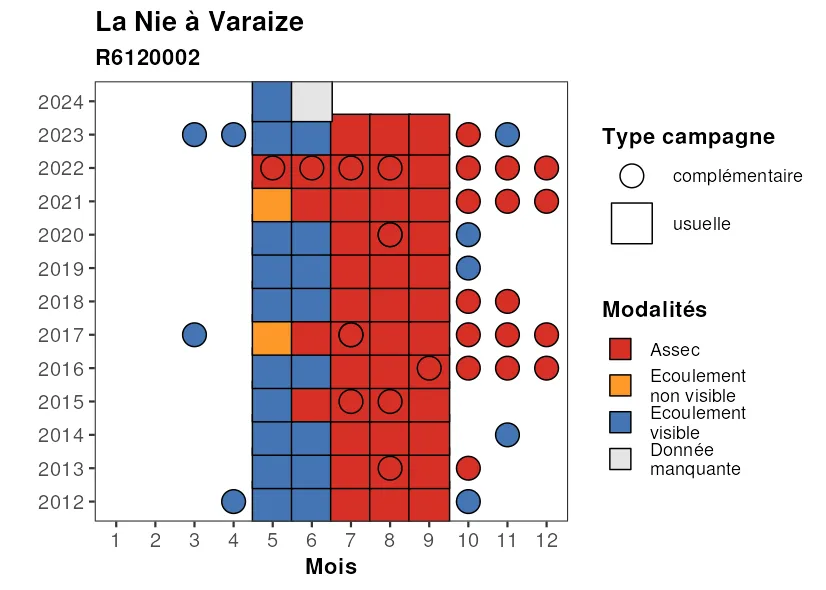 La Nie à Varaize
R6120002
2024
2023
2022
2021
2020
2019
2018
2017
2016
2015
2014
2013
2012
1 2 3 4 5 6 7 8 9 10 11 12
Mois
Type campagne
complémentaire
usuelle
Modalités
Assec
Ecoulement
non visible
Ecoulement
visible
Donnée
manquante